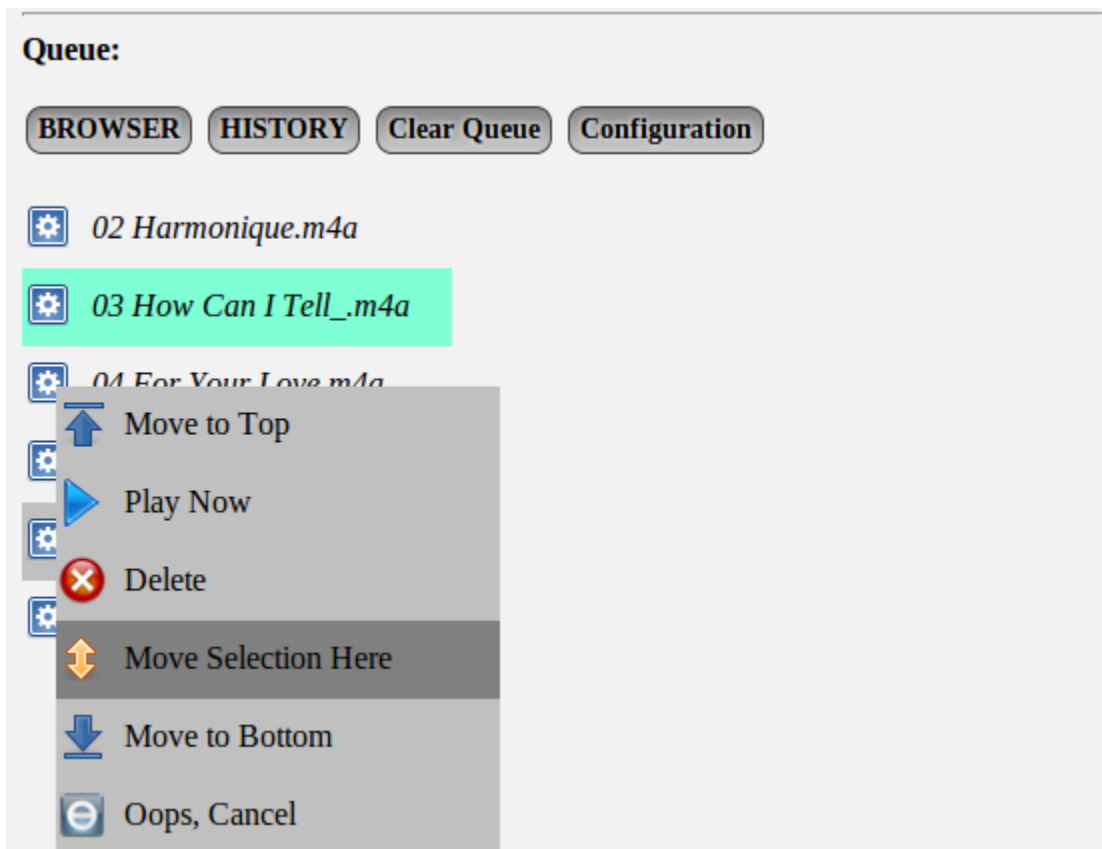 Queue:
BROWSER HISTORY Clear Queue Configuration
02 Harmonique.m4a
03 How Can I Tell_.m4a
04 For Your Love.m4a
Move to Top
Play Now
Delete
Move Selection Here
Move to Bottom
Oops, Cancel